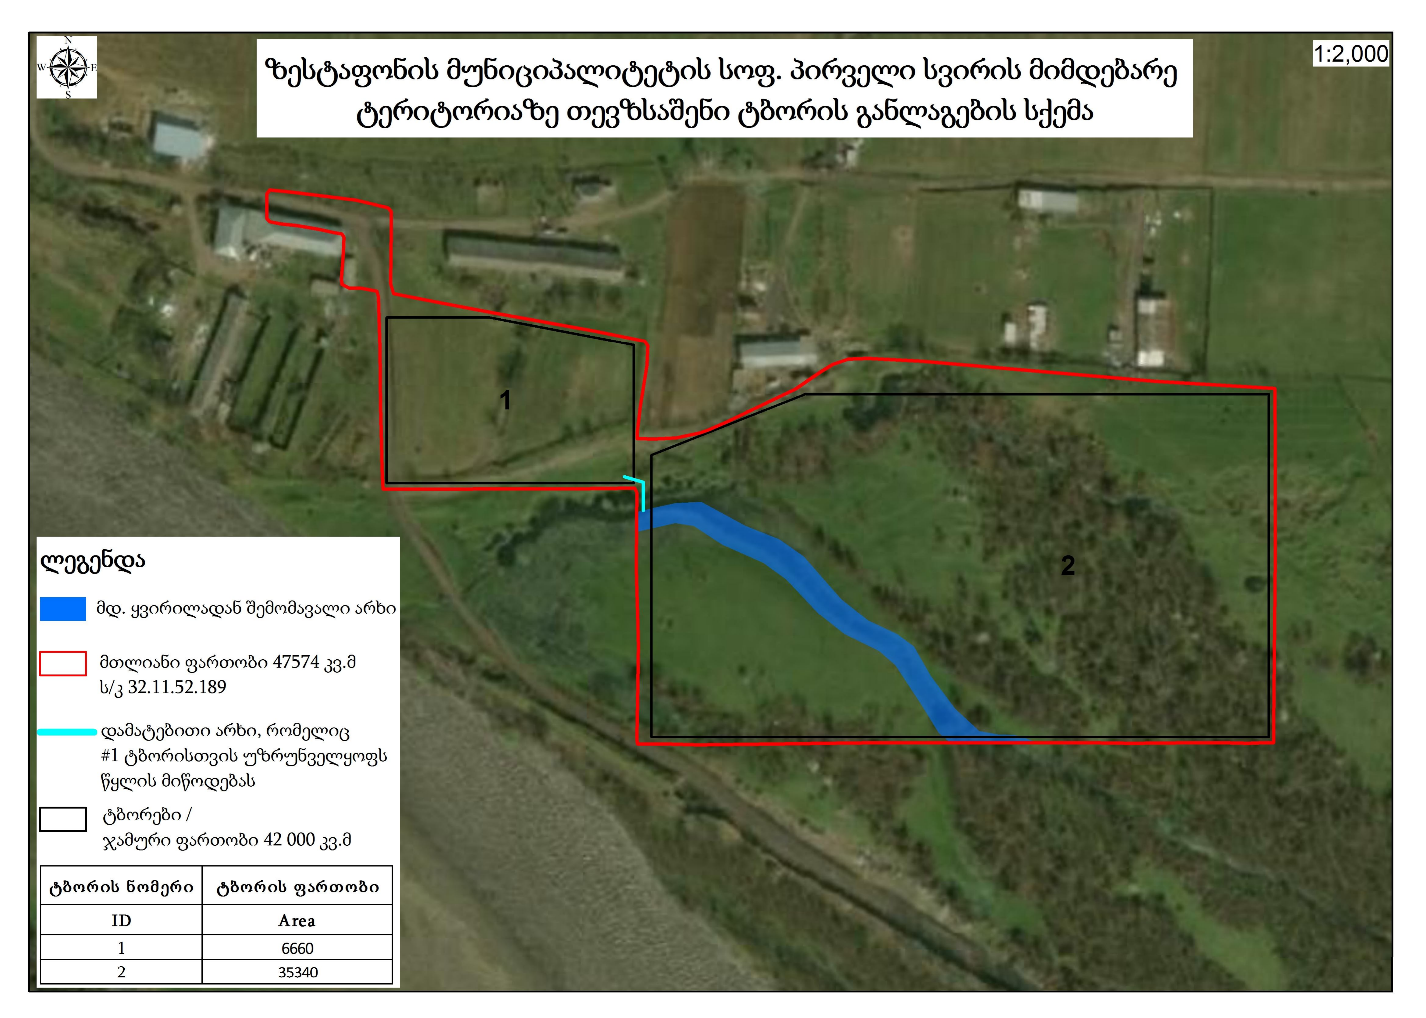 N
W E
S
ზესტაფონის მუნიციპალიტეტის სოფ. პირველი სვირის მიმდებარე
ტერიტორიაზე თევზსაშენი ტბორის განლაგების სქემა
1:2,000
1
2
ლეგენდა
მდ. ყვირილადან შემომავალი არხი
მთლიანი ფართობი 47574 კვ.მ
ს/კ 32.11.52.189
დამატებითი არხი, რომელიც
#1 ტბორისთვის უზრუნველყოფს
წყლის მიწოდებას
ტბორები /
ჯამური ფართობი 42 000 კვ.მ
ტბორის ნომერი ტბორის ფართობი
ID Area
1 6660
2 35340